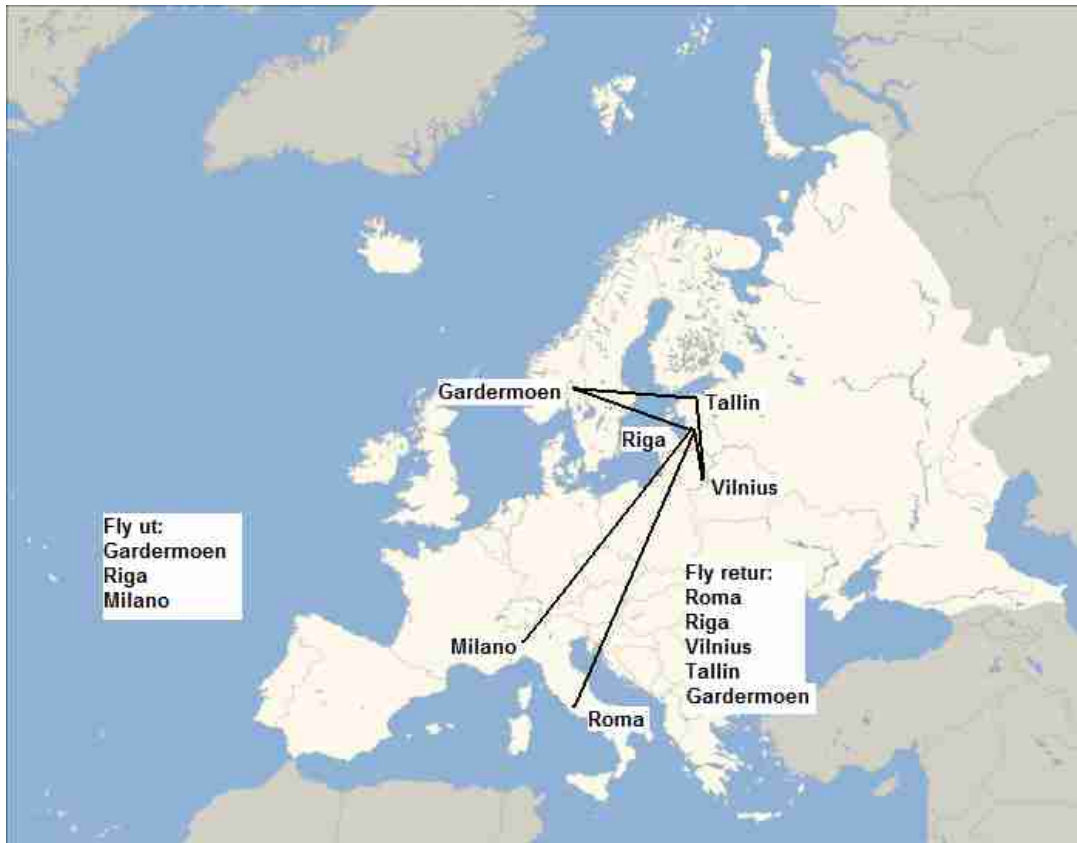 Gardermoen
Tallin
Riga
Vilnius
Fly ut:
Gardermoen
Riga
Milano
Fly retur:
Roma
Riga
Vilnius
Tallin
Gardermoen
Milano
Roma